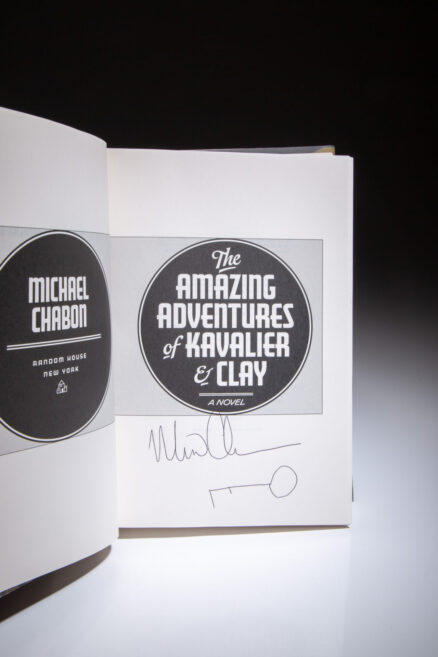 MICHAEL
CHABON
RANDOM HOUSE
NEW YORK
The
AMAZING
ADVENTURES
of KAVALIER
& CLAY
A NOVEL